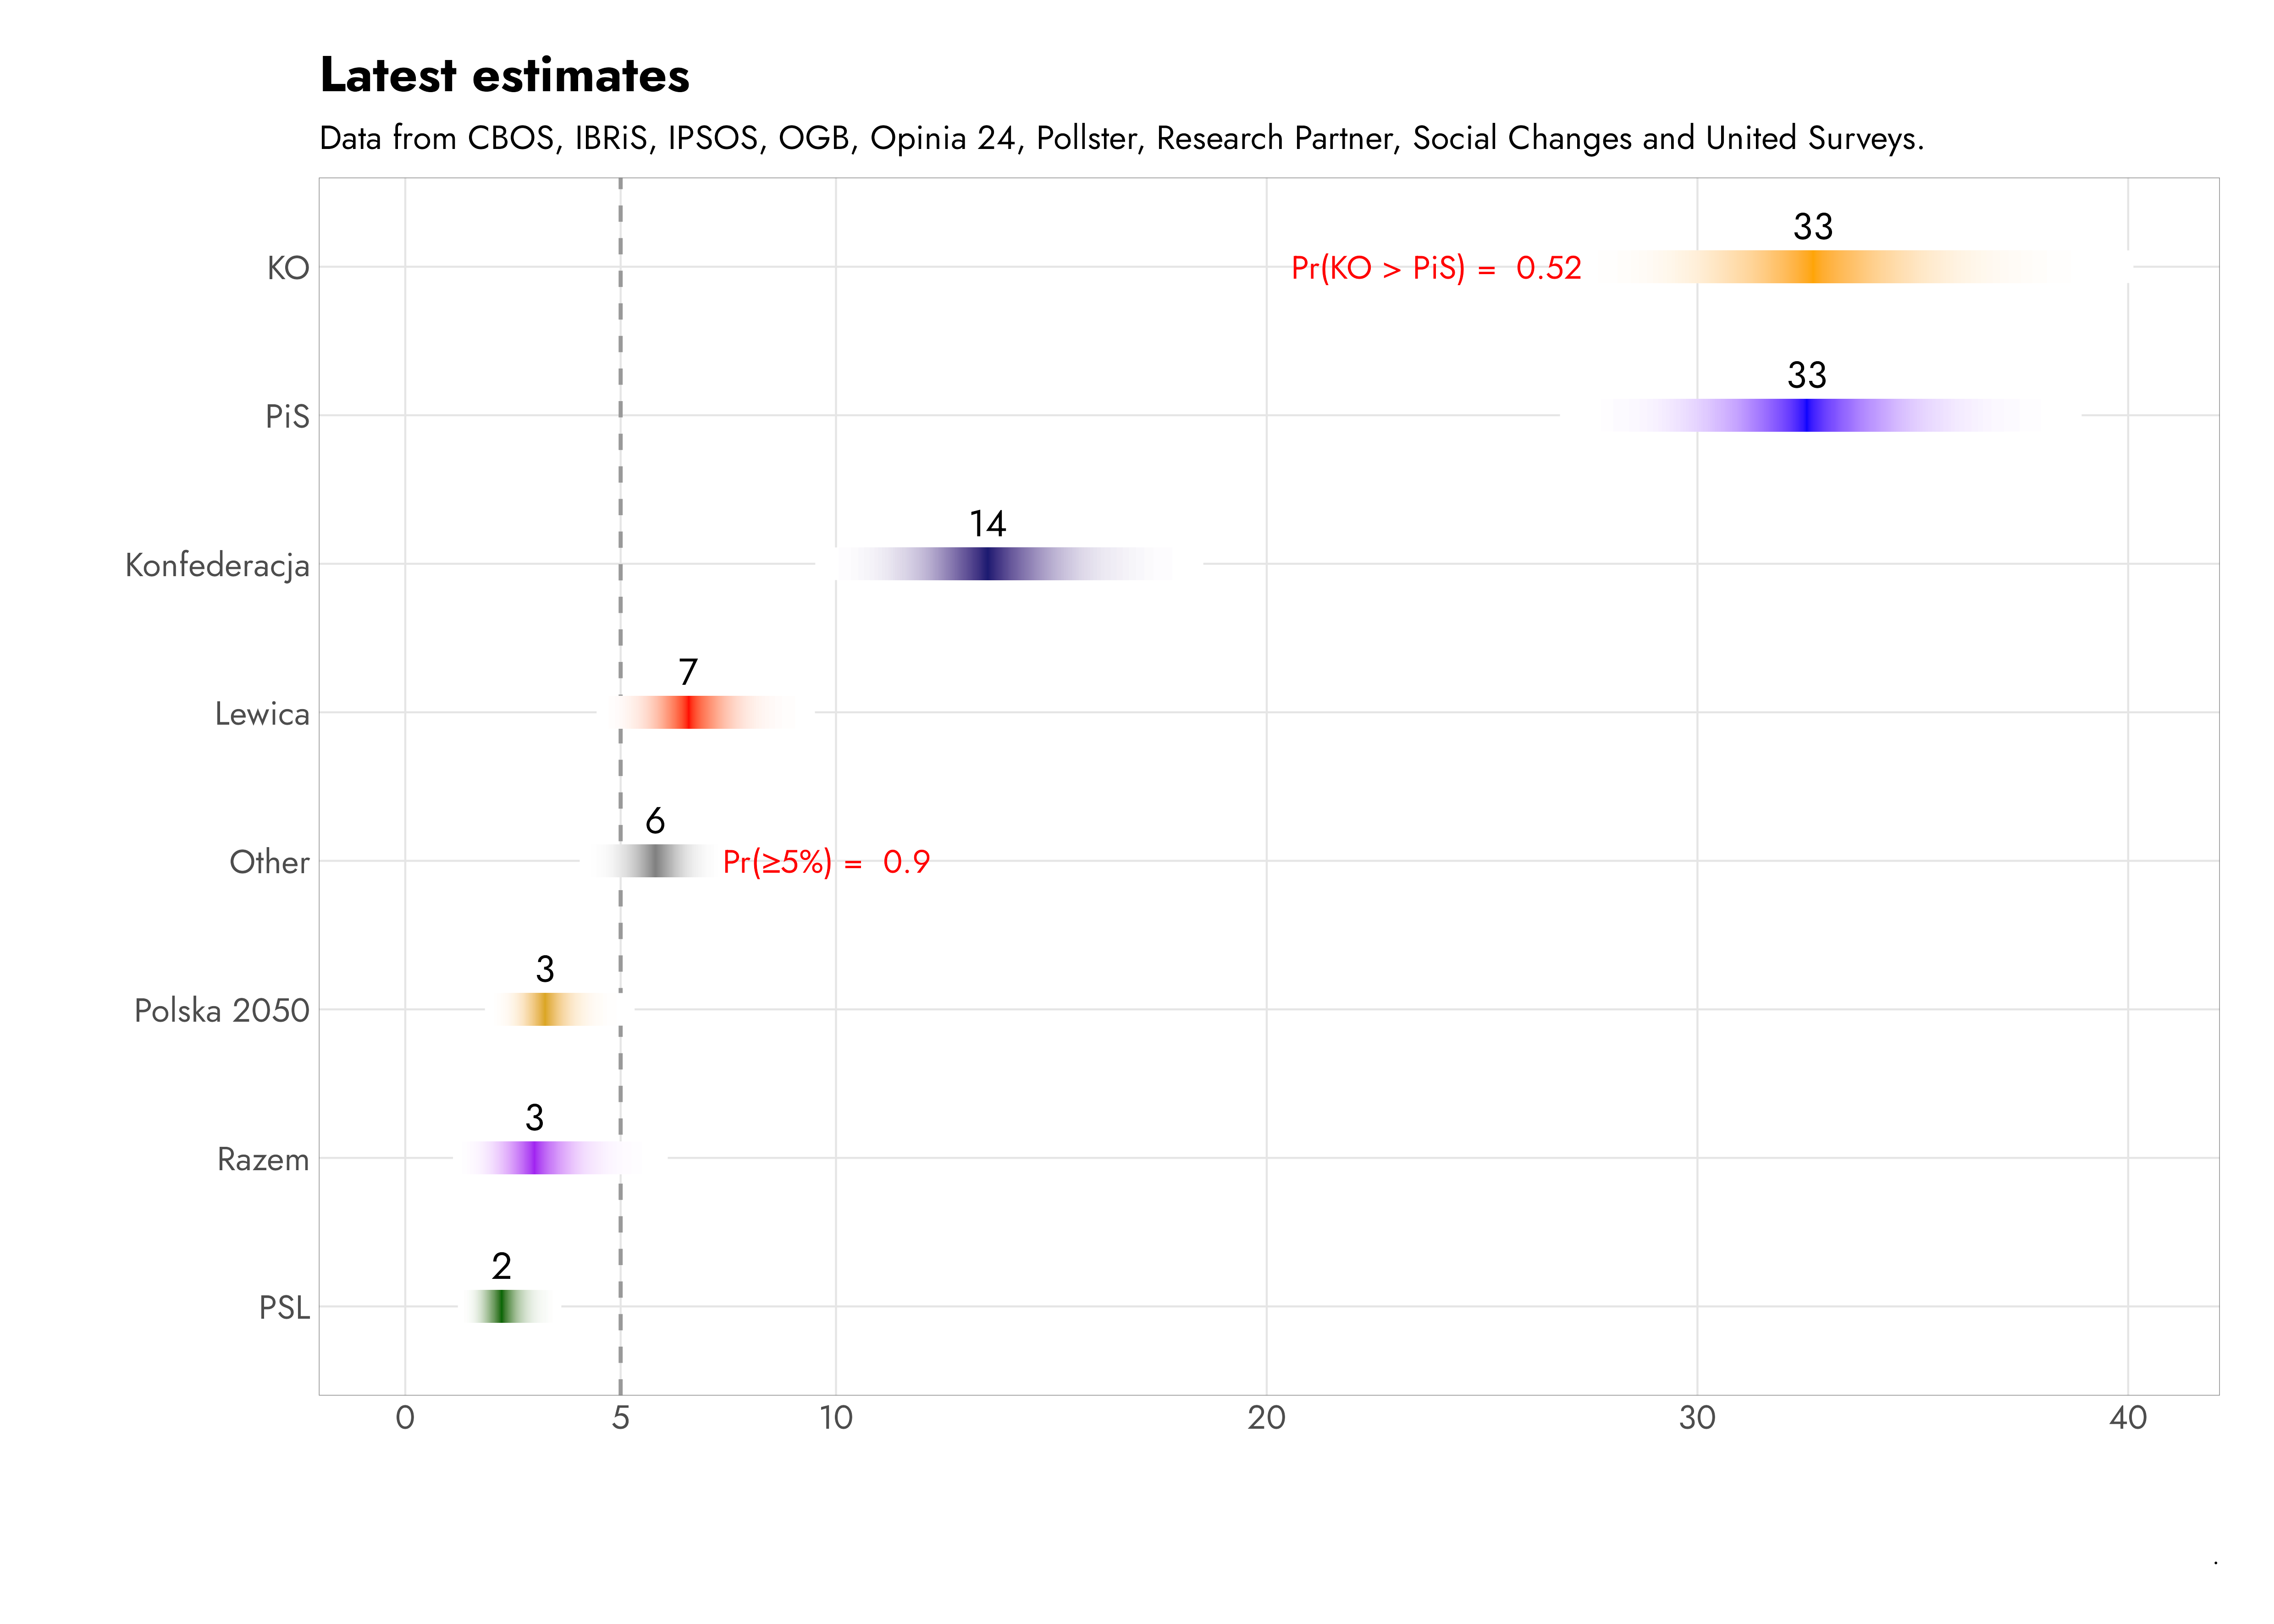 Latest estimates
Data from CBOS, IBRiS, IPSOS, OGB, Opinia 24, Pollster, Research Partner, Social Changes and United Surveys.
33
KO
Pr(KO > PiS) = 0.52
33
PiS
14
Konfederacja
7
Lewica
6
Other
Pr(≥5%) = 0.9
3
Polska 2050
3
Razem
2
PSL
0 5 10 20 30 40
.